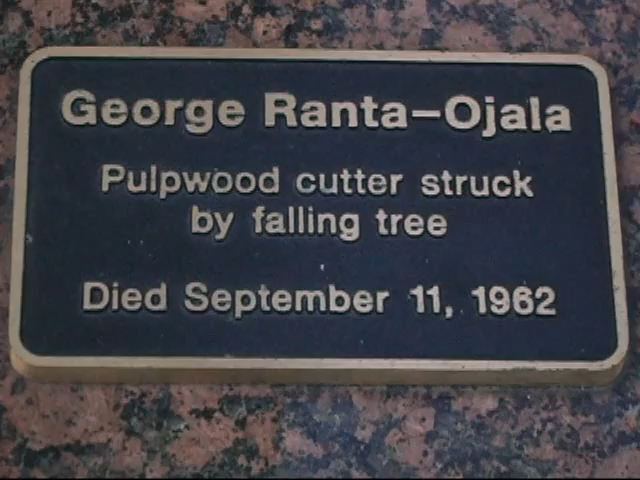 George Ranta-Ojala
Pulpwood cutter struck
by falling tree
Died September 11, 1962